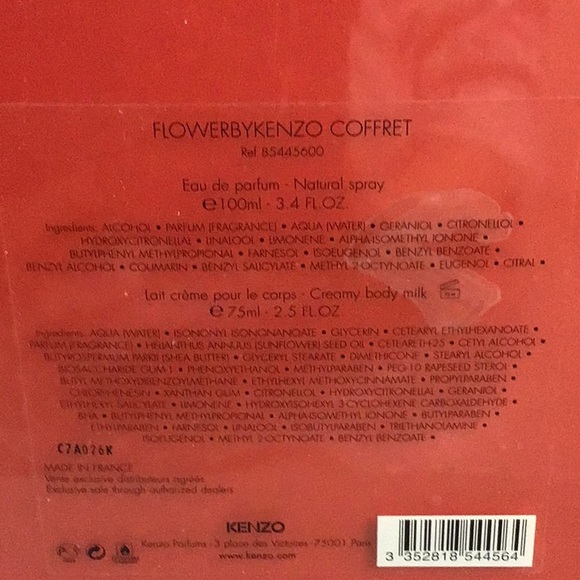 FLOWERBYKENZO COFFRET
Ref 85445600
Eau de parfum - Natural spray
℮100ml - 3.4 FL.OZ.
Ingredients: ALCOHOL • PARFUM (FRAGRANCE) • AQUA (WATER) • GERANIOL • CITRONELLOL •
HYDROXYCITRONELLAL • LINALOOL • LIMONENE • ALPHA-ISOMETHYL IONONE •
BUTYLPHENYL METHYLPROPIONAL • FARNESOL • ISOEUGENOL • BENZYL BENZOATE •
BENZYL ALCOHOL • COUMARIN • BENZYL SALICYLATE • METHYL 2-OCTYNOATE • EUGENOL • CITRAL •
Lait crème pour le corps - Creamy body milk
℮ 75ml - 2.5 FL.OZ.
Ingredients: AQUA (WATER) • ISONONYL ISONONANOATE • GLYCERIN • CETEARYL ETHYLHEXANOATE •
PARFUM (FRAGRANCE) • HELIANTHUS ANNUUS (SUNFLOWER) SEED OIL • CETEARETH-25 • CETYL ALCOHOL •
BUTYROSPERMUM PARKII (SHEA BUTTER) • GLYCERYL STEARATE • DIMETHICONE • STEARYL ALCOHOL •
BIOSACCHARIDE GUM 1 • PHENOXYETHANOL • METHYLPARABEN • PEG-10 RAPESEED STEROL •
BUTYL METHOXYDIBENZOYLMETHANE • ETHYLHEXYL METHOXYCINNAMATE • PROPYLPARABEN •
CHLORPHENESIN • XANTHAN GUM • CITRONELLOL • HYDROXYCITRONELLAL • GERANIOL •
ETHYLHEXYL SALICYLATE • LIMONENE • HYDROXYISOHEXYL 3-CYCLOHEXENE CARBOXALDEHYDE •
BHA • BUTYLPHENYL METHYLPROPIONAL • ALPHA-ISOMETHYL IONONE • BUTYLPARABEN •
ETHYLPARABEN • FARNESOL • LINALOOL • ISOBUTYLPARABEN • TRIETHANOLAMINE •
ISOEUGENOL • METHYL 2-OCTYNOATE • BENZYL BENZOATE •
C7A026K
MADE IN FRANCE
Vente exclusive distributeurs agréés
Exclusive sale through authorized dealers
KENZO
Kenzo Parfums - 3 place des Victoires - 75001 Paris
www.kenzo.com
3 352818 544564